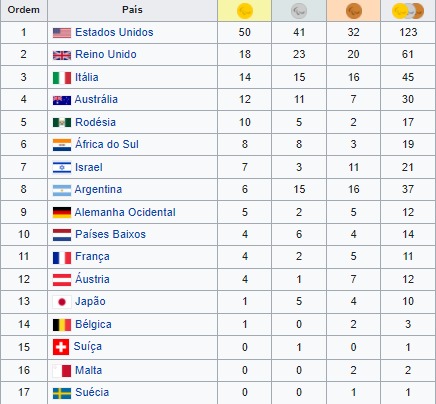 Ordem País
1 Estados Unidos 50 41 32 123
2 Reino Unido 18 23 20 61
3 Itália 14 15 16 45
4 Austrália 12 11 7 30
5 Rodésia 10 5 2 17
6 África do Sul 8 8 3 19
7 Israel 7 3 11 21
8 Argentina 6 15 16 37
9 Alemanha Ocidental 5 2 5 12
10 Países Baixos 4 6 4 14
11 França 4 2 5 11
12 Áustria 4 1 7 12
13 Japão 1 5 4 10
14 Bélgica 1 0 2 3
15 Suíça 0 1 0 1
16 Malta 0 0 2 2
17 Suécia 0 0 1 1